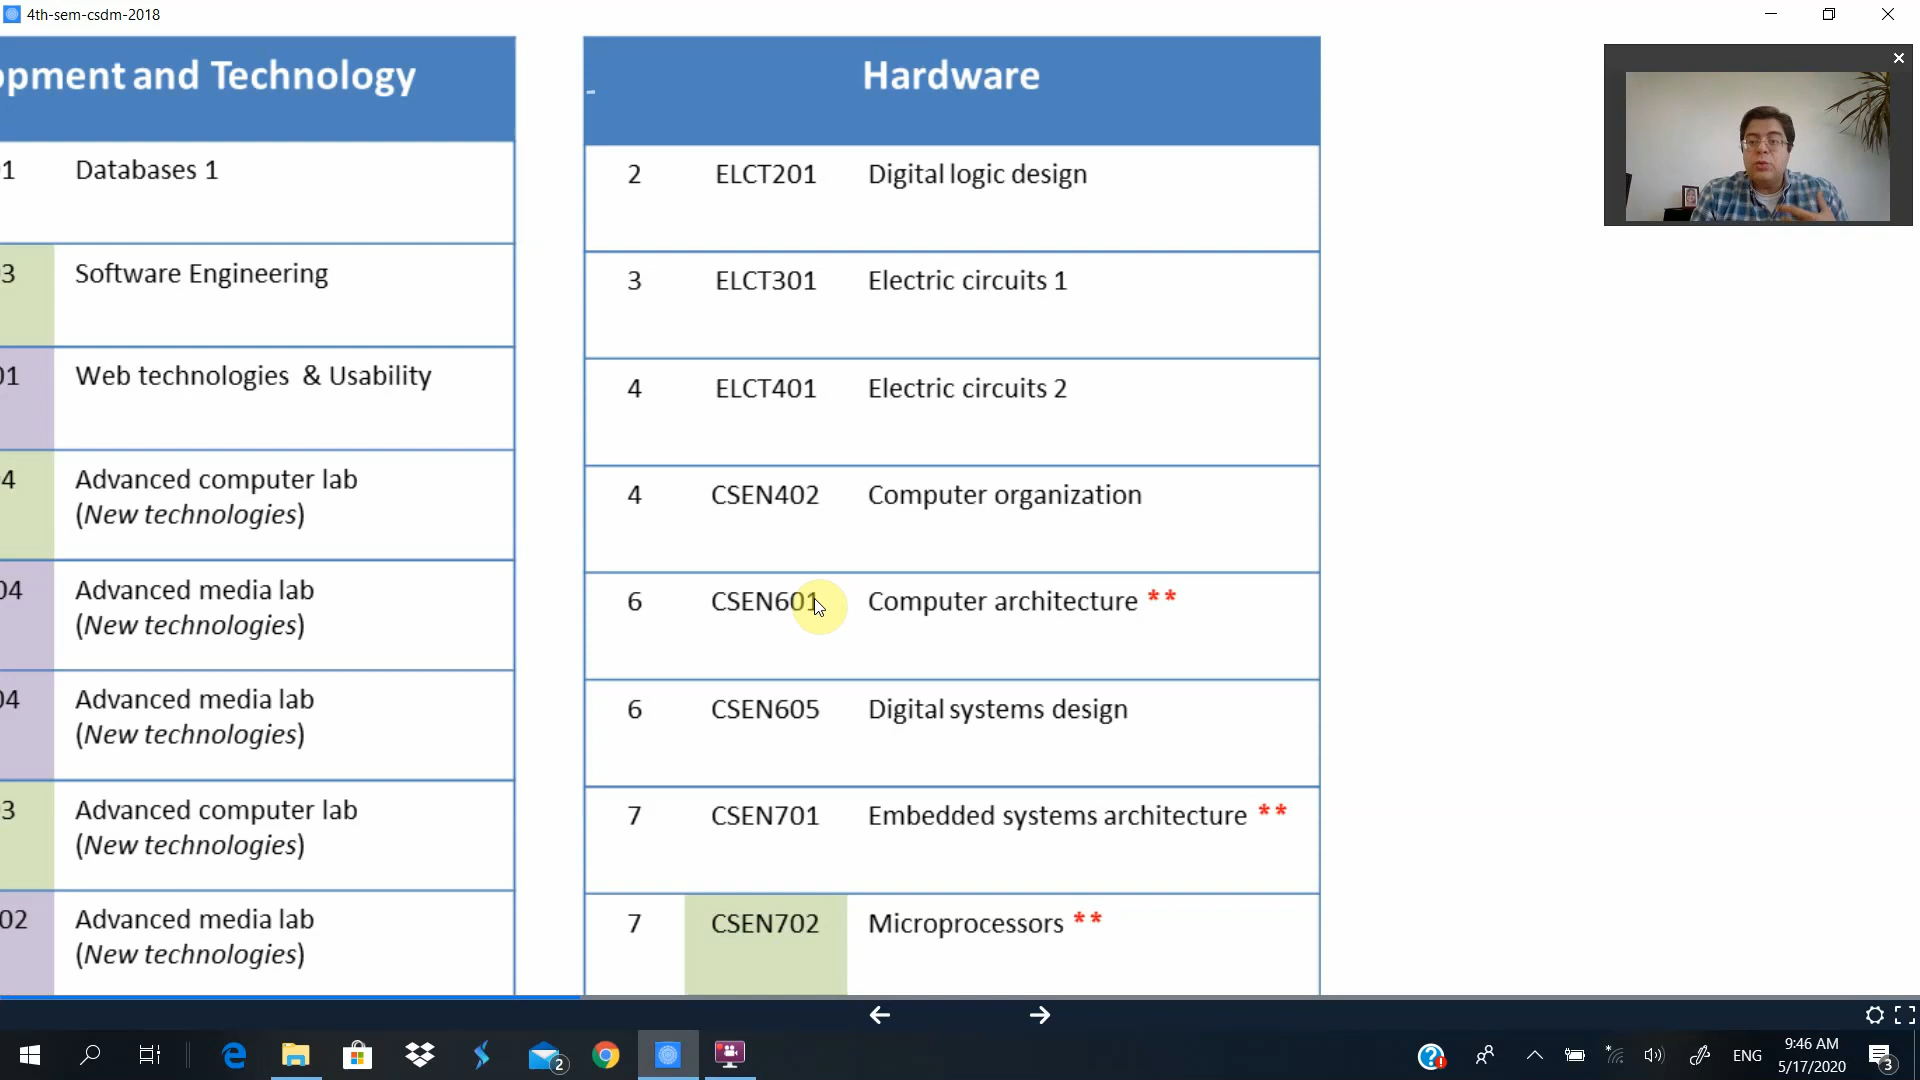 4th-sem-csdm-2018
opment and Technology
1 Databases 1
3 Software Engineering
01 Web technologies & Usability
4 Advanced computer lab
(New technologies)
04 Advanced media lab
(New technologies)
04 Advanced media lab
(New technologies)
3 Advanced computer lab
(New technologies)
02 Advanced media lab
(New technologies)
Hardware
2 ELCT201 Digital logic design
3 ELCT301 Electric circuits 1
4 ELCT401 Electric circuits 2
4 CSEN402 Computer organization
6 CSEN601 Computer architecture **
6 CSEN605 Digital systems design
7 CSEN701 Embedded systems architecture **
7 CSEN702 Microprocessors **
2
ENG
9:46 AM
5/17/2020
3